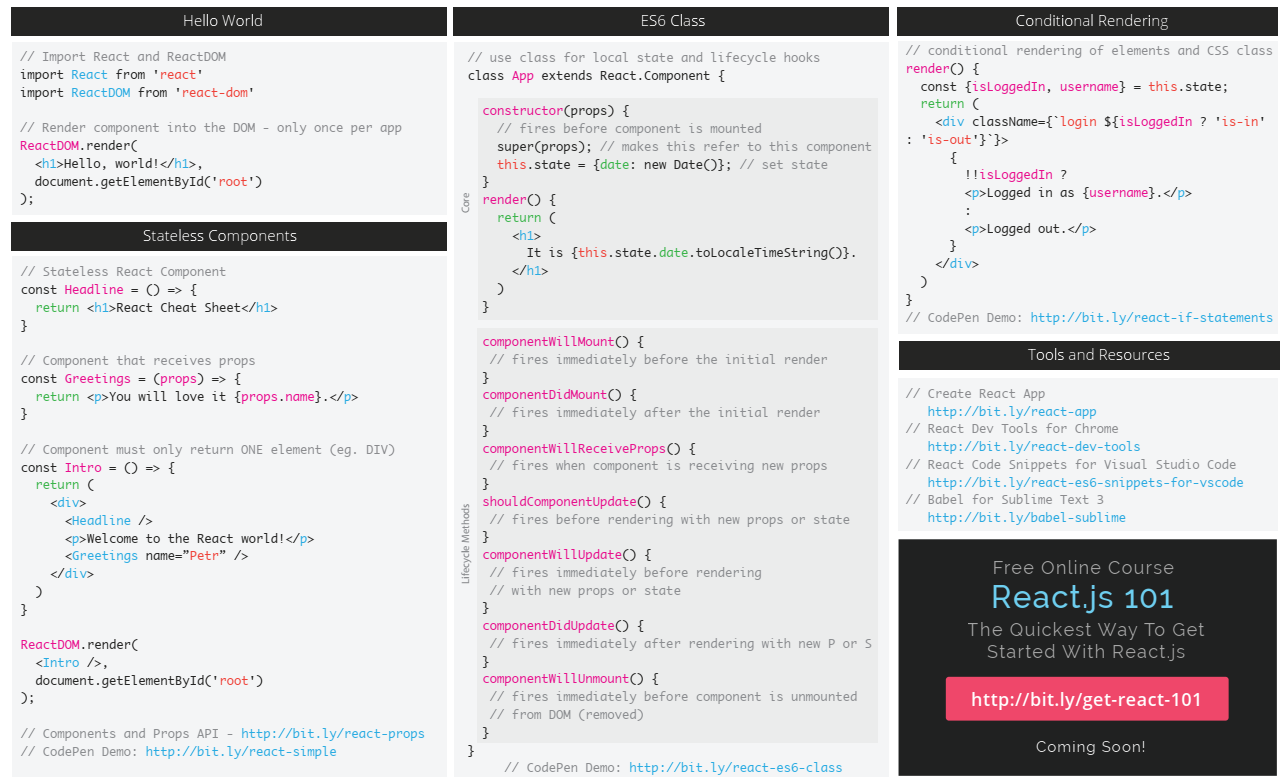 Hello World
// Import React and ReactDOM
import React from 'react'
import ReactDOM from 'react-dom'
// Render component into the DOM - only once per app
ReactDOM.render(
<h1>Hello, world!</h1>,
document.getElementById('root')
);
Stateless Components
// Stateless React Component
const Headline = () => {
return <h1>React Cheat Sheet</h1>
}
// Component that receives props
const Greetings = (props) => {
return <p>You will love it {props.name}.</p>
}
// Component must only return ONE element (eg. DIV)
const Intro = () => {
return (
<div>
<Headline />
<p>Welcome to the React world!</p>
<Greetings name=”Petr” />
</div>
)
}
ReactDOM.render(
<Intro />,
document.getElementById('root')
);
// Components and Props API - http://bit.ly/react-props
// CodePen Demo: http://bit.ly/react-simple
ES6 Class
// use class for local state and lifecycle hooks
class App extends React.Component {
Core
constructor(props) {
// fires before component is mounted
super(props); // makes this refer to this component
this.state = {date: new Date()}; // set state
}
render() {
return (
<h1>
It is {this.state.date.toLocaleTimeString()}.
</h1>
)
}
Lifecycle Methods
componentWillMount() {
// fires immediately before the initial render
}
componentDidMount() {
// fires immediately after the initial render
}
componentWillReceiveProps() {
// fires when component is receiving new props
}
shouldComponentUpdate() {
// fires before rendering with new props or state
}
componentWillUpdate() {
// fires immediately before rendering
// with new props or state
}
componentDidUpdate() {
// fires immediately after rendering with new P or S
}
componentWillUnmount() {
// fires immediately before component is unmounted
// from DOM (removed)
}
}
// CodePen Demo: http://bit.ly/react-es6-class
Conditional Rendering
// conditional rendering of elements and CSS class
render() {
const {isLoggedIn, username} = this.state;
return (
<div className={`login ${isLoggedIn ? 'is-in'
: 'is-out'}`}>
{
!!isLoggedIn ?
<p>Logged in as {username}.</p>
:
<p>Logged out.</p>
}
</div>
)
}
// CodePen Demo: http://bit.ly/react-if-statements
Tools and Resources
// Create React App
http://bit.ly/react-app
// React Dev Tools for Chrome
http://bit.ly/react-dev-tools
// React Code Snippets for Visual Studio Code
http://bit.ly/react-es6-snippets-for-vscode
// Babel for Sublime Text 3
http://bit.ly/babel-sublime
Free Online Course
React.js 101
The Quickest Way To Get
Started With React.js
http://bit.ly/get-react-101
Coming Soon!